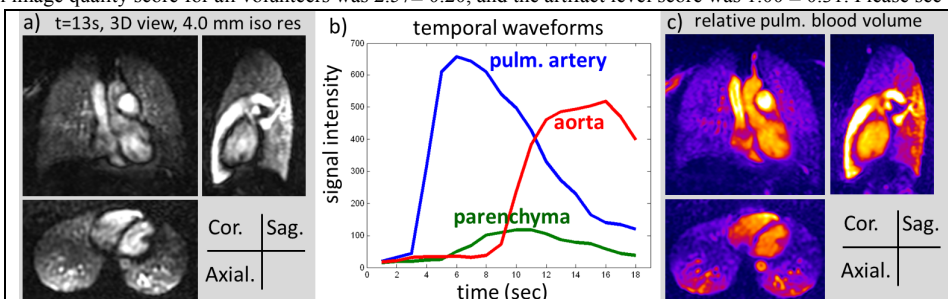 image quality score for all volunteers was 2.57± 0.20, and the artifact level score was 1.00 ± 0.31. Please see
a) t=13s, 3D view, 4.0 mm iso res
Cor. Sag.
Axial.
b) temporal waveforms
signal intensity
700
600
500
400
300
200
100
0
pulm. artery
aorta
parenchyma
0 2 4 6 8 10 12 14 16 18
time (sec)
c) relative pulm. blood volume
Cor. Sag.
Axial.